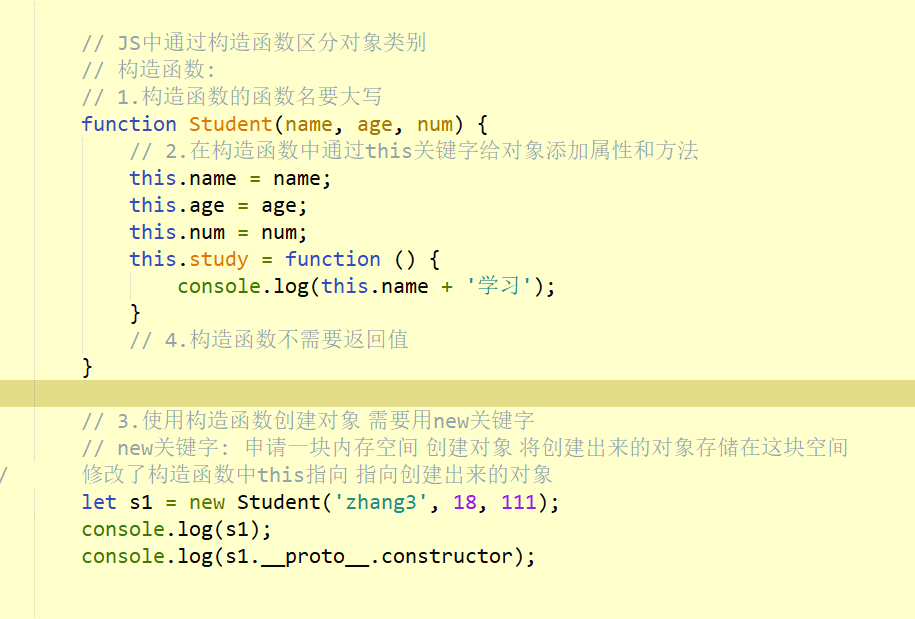 // JS中通过构造函数区分对象类别
// 构造函数:
// 1.构造函数的函数名要大写
function Student(name, age, num) {
// 2.在构造函数中通过this关键字给对象添加属性和方法
this.name = name;
this.age = age;
this.num = num;
this.study = function () {
console.log(this.name + '学习');
}
// 4.构造函数不需要返回值
}
// 3.使用构造函数创建对象 需要用new关键字
// new关键字: 申请一块内存空间 创建对象 将创建出来的对象存储在这块空间
/ 修改了构造函数中this指向 指向创建出来的对象
let s1 = new Student('zhang3', 18, 111);
console.log(s1);
console.log(s1.__proto__.constructor);